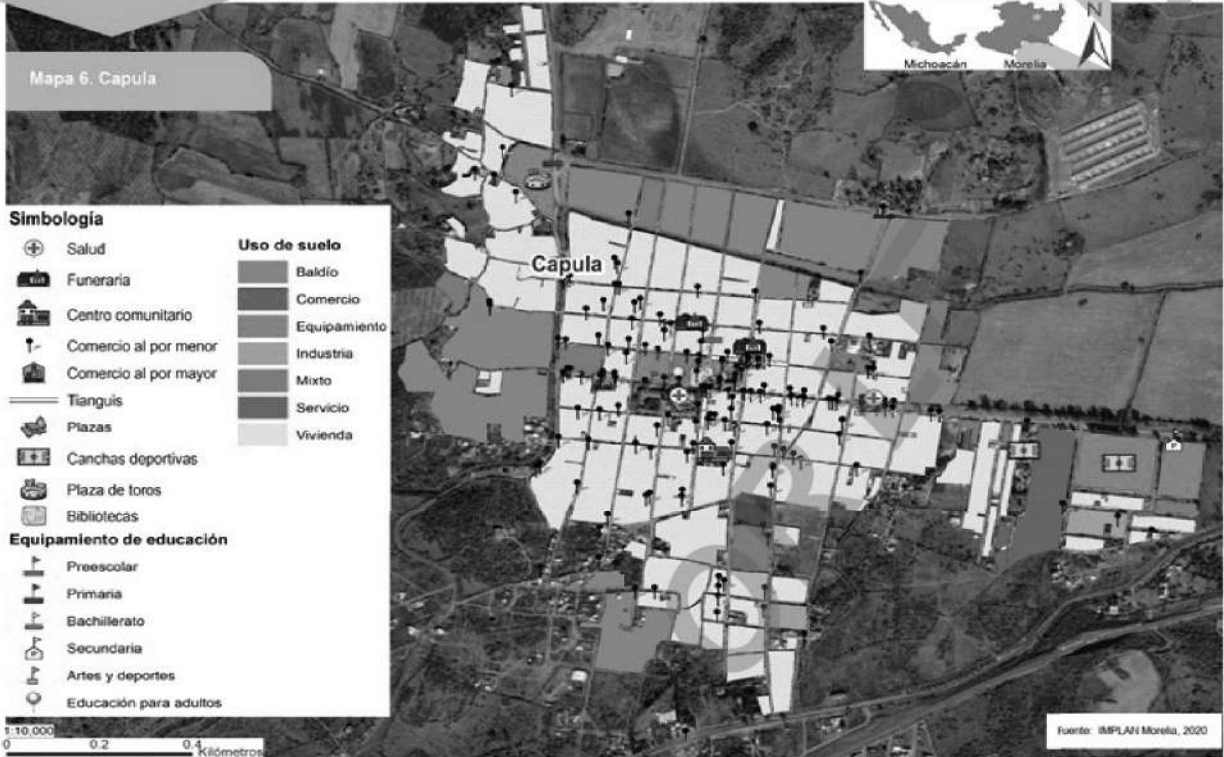 Mapa 6. Capula
N
Michoacán
Morelia
Capula
Simbología
Salud
Funeraria
Centro comunitario
Comercio al por menor
Comercio al por mayor
Tianguis
Plazas
Canchas deportivas
Plaza de toros
Bibliotecas
Equipamiento de educación
Preescolar
Primaria
Bachillerato
Secundaria
Artes y deportes
Educación para adultos
Uso de suelo
Baldío
Comercio
Equipamiento
Industria
Mixto
Servicio
Vivienda
1:10,000
0 0.2 0.4
Kilómetros
Fuente: IMPLAN Morelia, 2020